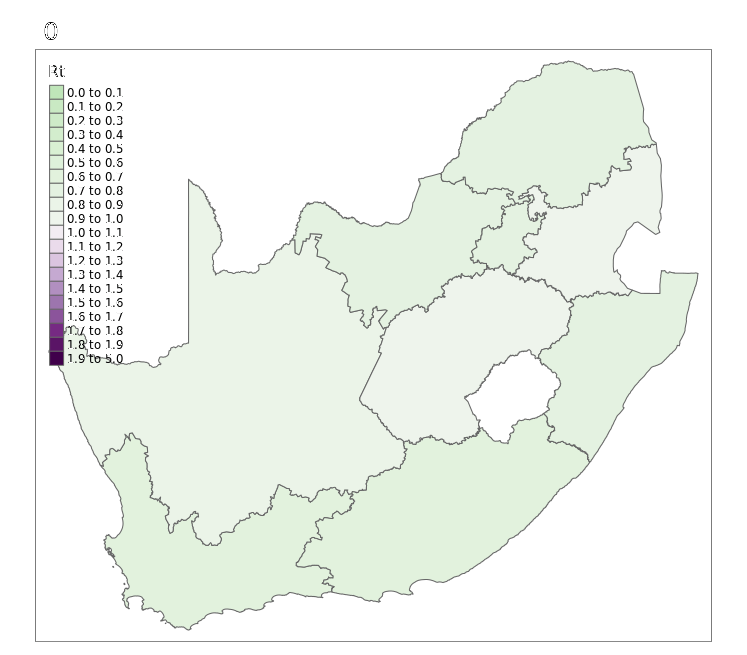 0
Rt
0.0 to 0.1
0.1 to 0.2
0.2 to 0.3
0.3 to 0.4
0.4 to 0.5
0.5 to 0.6
0.6 to 0.7
0.7 to 0.8
0.8 to 0.9
0.9 to 1.0
1.0 to 1.1
1.1 to 1.2
1.2 to 1.3
1.3 to 1.4
1.4 to 1.5
1.5 to 1.6
1.6 to 1.7
1.7 to 1.8
1.8 to 1.9
1.9 to 5.0